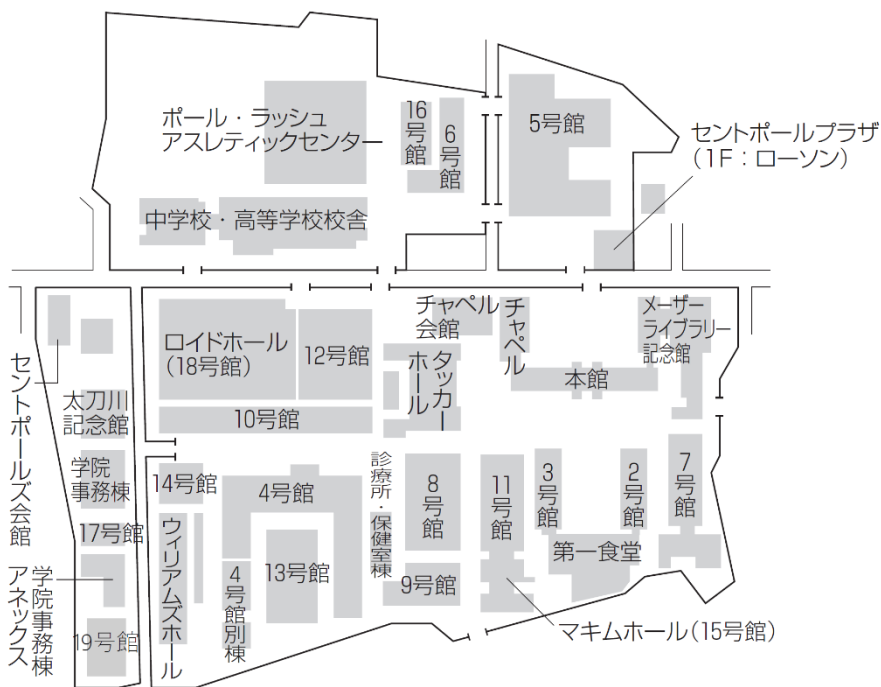 ポール・ラッシュ
アスレティックセンター
16号館
6号館
5号館
セントポールプラザ
(1F：ローソン)
中学校・高等学校校舎
セントポールズ会館
太刀川
記念館
学院
事務棟
17号館
学院事務棟
アネックス
19号館
ロイドホール
(18号館)
12号館
10号館
チャペル
会館
チャペル
タッカー
ホール
本館
メーザー
ライブラリー
記念館
14号館
ウィリアムズホール
4号館
4号館別棟
13号館
診療所・保健室棟
8号館
9号館
11号館
マキムホール(15号館)
3号館
2号館
第一食堂
7号館